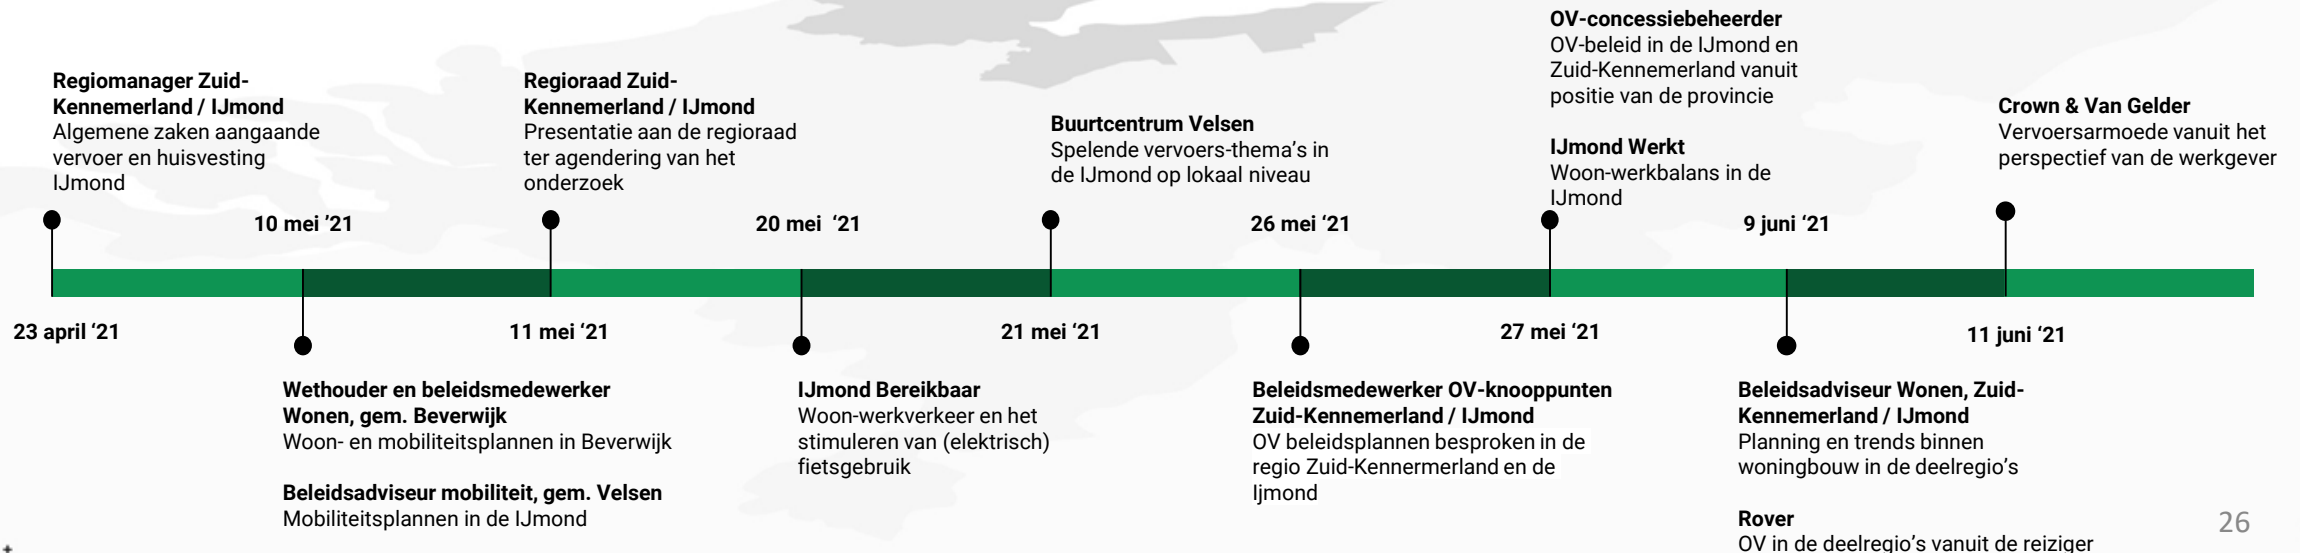 Regiomanager Zuid-
Kennemerland / IJmond
Algemene zaken aangaande
vervoer en huisvesting
IJmond
23 april ‘21
10 mei ’21
Wethouder en beleidsmedewerker
Wonen, gem. Beverwijk
Woon- en mobiliteitsplannen in Beverwijk
Beleidsadviseur mobiliteit, gem. Velsen
Mobiliteitsplannen in de IJmond
Regioraad Zuid-
Kennemerland / IJmond
Presentatie aan de regioraad
ter agendering van het
onderzoek
11 mei ‘21
20 mei ‘21
IJmond Bereikbaar
Woon-werkverkeer en het
stimuleren van (elektrisch)
fietsgebruik
Buurtcentrum Velsen
Spelende vervoers-thema’s in
de IJmond op lokaal niveau
21 mei ‘21
26 mei ‘21
Beleidsmedewerker OV-knooppunten
Zuid-Kennemerland / IJmond
OV beleidsplannen besproken in de
regio Zuid-Kennermerland en de
Ijmond
OV-concessiebeheerder
OV-beleid in de IJmond en
Zuid-Kennemerland vanuit
positie van de provincie
IJmond Werkt
Woon-werkbalans in de
IJmond
27 mei ‘21
9 juni ‘21
Beleidsadviseur Wonen, Zuid-
Kennemerland / IJmond
Planning en trends binnen
woningbouw in de deelregio’s
Rover
OV in de deelregio’s vanuit de reiziger
Crown & Van Gelder
Vervoersarmoede vanuit het
perspectief van de werkgever
11 juni ‘21
26